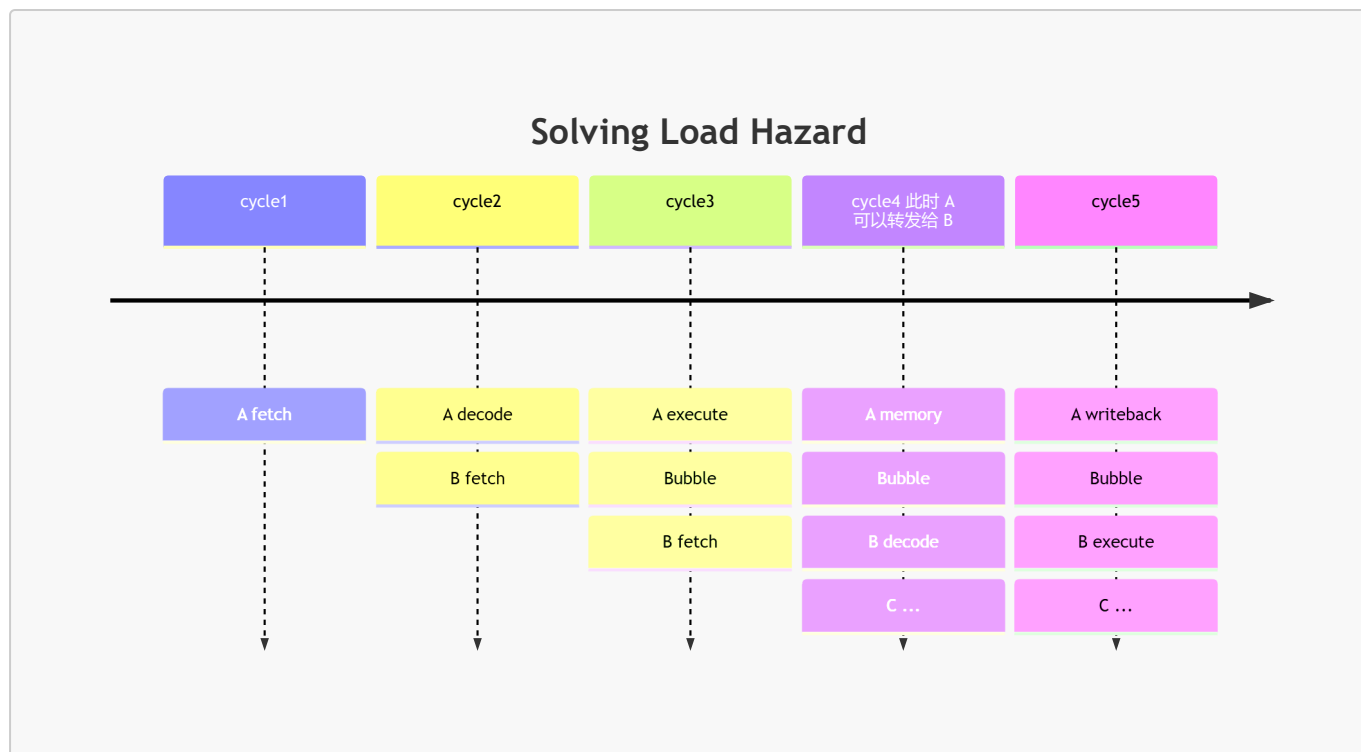 Solving Load Hazard
cycle1
cycle2
cycle3
cycle4 此时 A
可以转发给 B
cycle5
A fetch
A decode
B fetch
A execute
Bubble
B fetch
A memory
Bubble
B decode
C ...
A writeback
Bubble
B execute
C ...